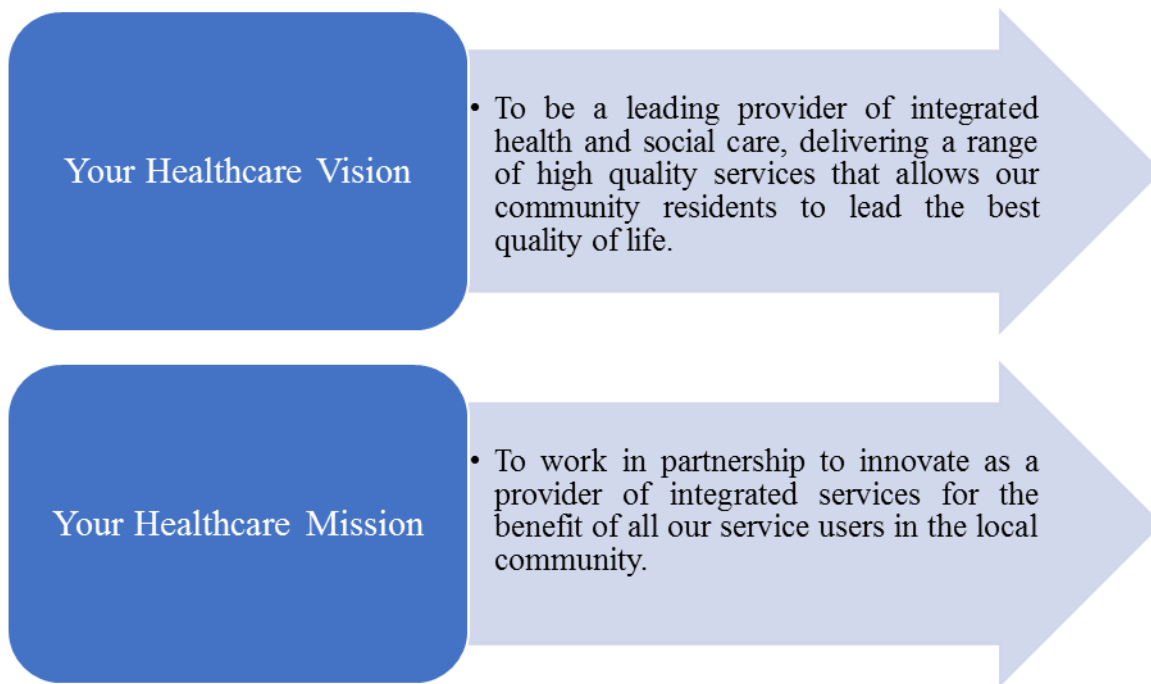 Your Healthcare Vision
• To be a leading provider of integrated
health and social care, delivering a range
of high quality services that allows our
community residents to lead the best
quality of life.
Your Healthcare Mission
• To work in partnership to innovate as a
provider of integrated services for the
benefit of all our service users in the local
community.